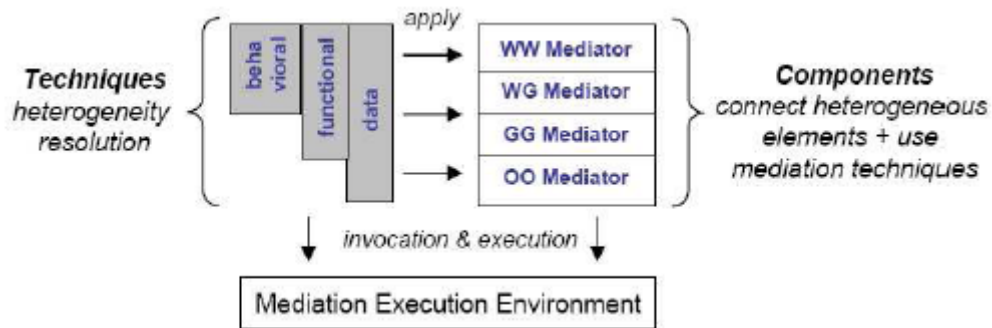 apply
Techniques
heterogeneity
resolution
beha
vioral
functional
data
WW Mediator
WG Mediator
GG Mediator
OO Mediator
Components
connect heterogeneous
elements + use
mediation techniques
invocation & execution
Mediation Execution Environment